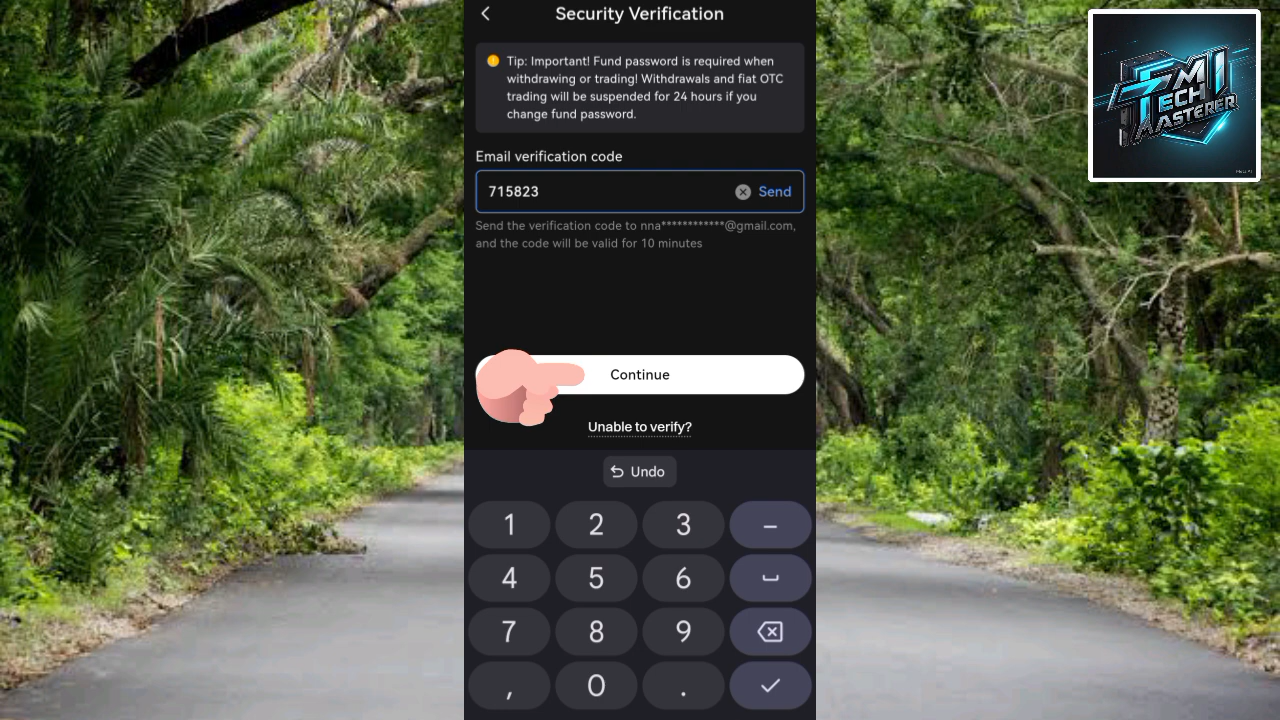 Security Verification
Tip: Important! Fund password is required when
withdrawing or trading! Withdrawals and fiat OTC
trading will be suspended for 24 hours if you
change fund password.
Email verification code
715823
Send
Send the verification code to nna************@gmail.com,
and the code will be valid for 10 minutes
Continue
Unable to verify?
Undo
1 2 3 –
4 5 6
7 8 9
, 0 .
TECH
MASTERER